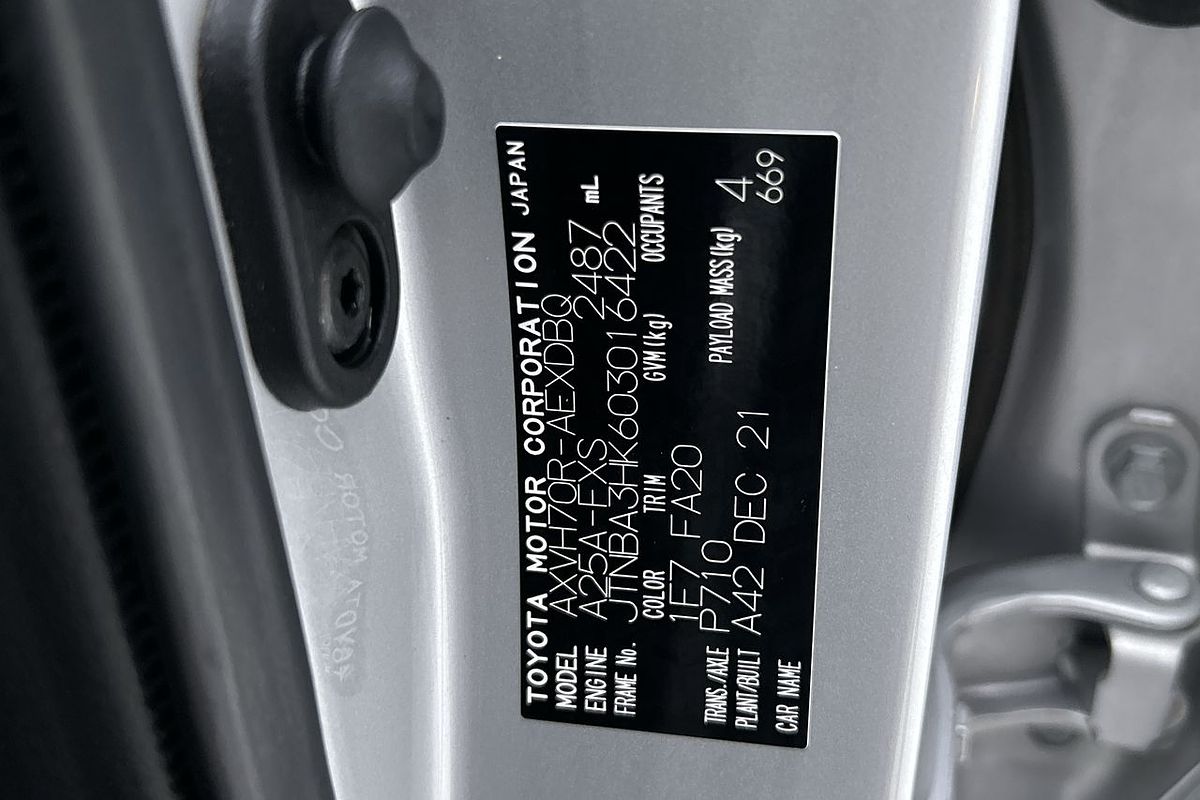 TOYOTA MOTOR CORPORATION JAPAN
MODEL AXVH70R-AEXDBQ
ENGINE A25A-FXS 2487 mL
FRAME No. JTNBA3HK603016422
COLOR TRIM GVM(kg) OCCUPANTS
1F7 FA20 4
TRANS./AXLE P710 PAYLOAD MASS(kg) 669
PLANT/BUILT A42 DEC 21
CAR NAME